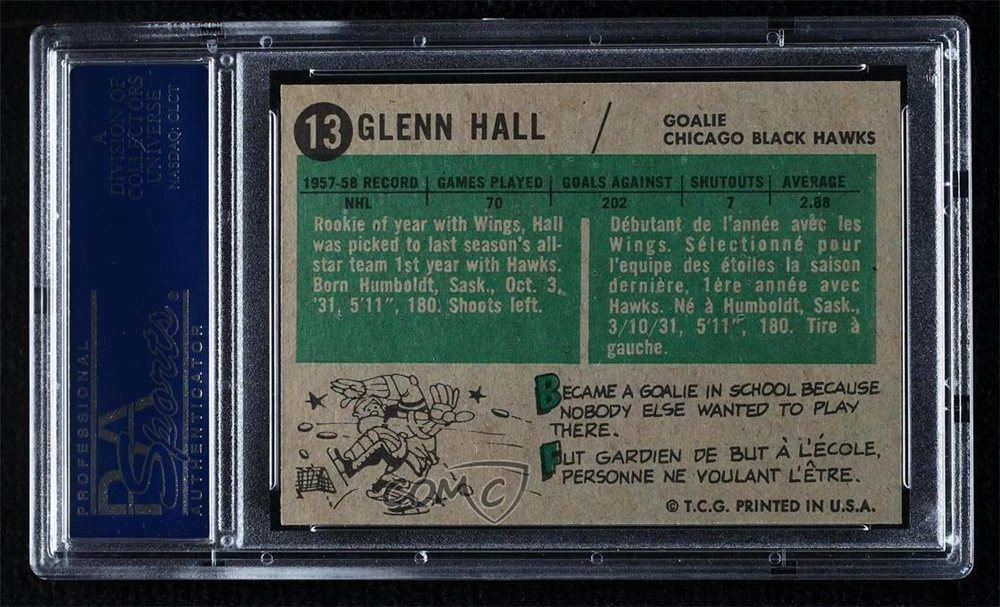 A
DIVISION OF
COLLECTORS
UNIVERSE
NASDAQ: CLCT
PROFESSIONAL
PSA
Sports®
AUTHENTICATOR
13 GLENN HALL / GOALIE
CHICAGO BLACK HAWKS
1957-58 RECORD GAMES PLAYED GOALS AGAINST SHUTOUTS AVERAGE
NHL 70 202 7 2.88
Rookie of year with Wings, Hall
was picked to last season's all-
star team 1st year with Hawks.
Born Humboldt, Sask., Oct. 3,
'31, 5'11", 180. Shoots left.
Débutant de l'année avèc les
Wings. Sélectionné pour
l'equipe des étoiles la saison
dernière, 1ère année avec
Hawks. Né à Humboldt, Sask.,
3/10/31, 5'11", 180. Tire à
gauche.
BECAME A GOALIE IN SCHOOL BECAUSE
NOBODY ELSE WANTED TO PLAY
THERE.
FUT GARDIEN DE BUT À L'ÉCOLE,
PERSONNE NE VOULANT L'ÊTRE.
COMC
© T.C.G. PRINTED IN U.S.A.